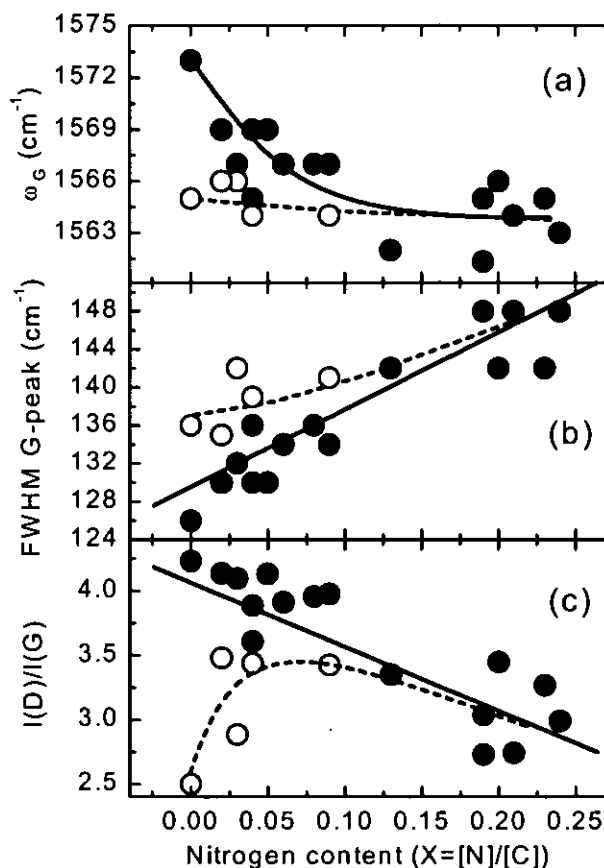 1575
1572
1569
1566
1563
ω_G (cm⁻¹)
(a)
148
144
140
136
132
128
124
FWHM G-peak (cm⁻¹)
(b)
4.0
3.5
3.0
2.5
I(D)/I(G)
(c)
0.00 0.05 0.10 0.15 0.20 0.25
Nitrogen content (X=[N]/[C])